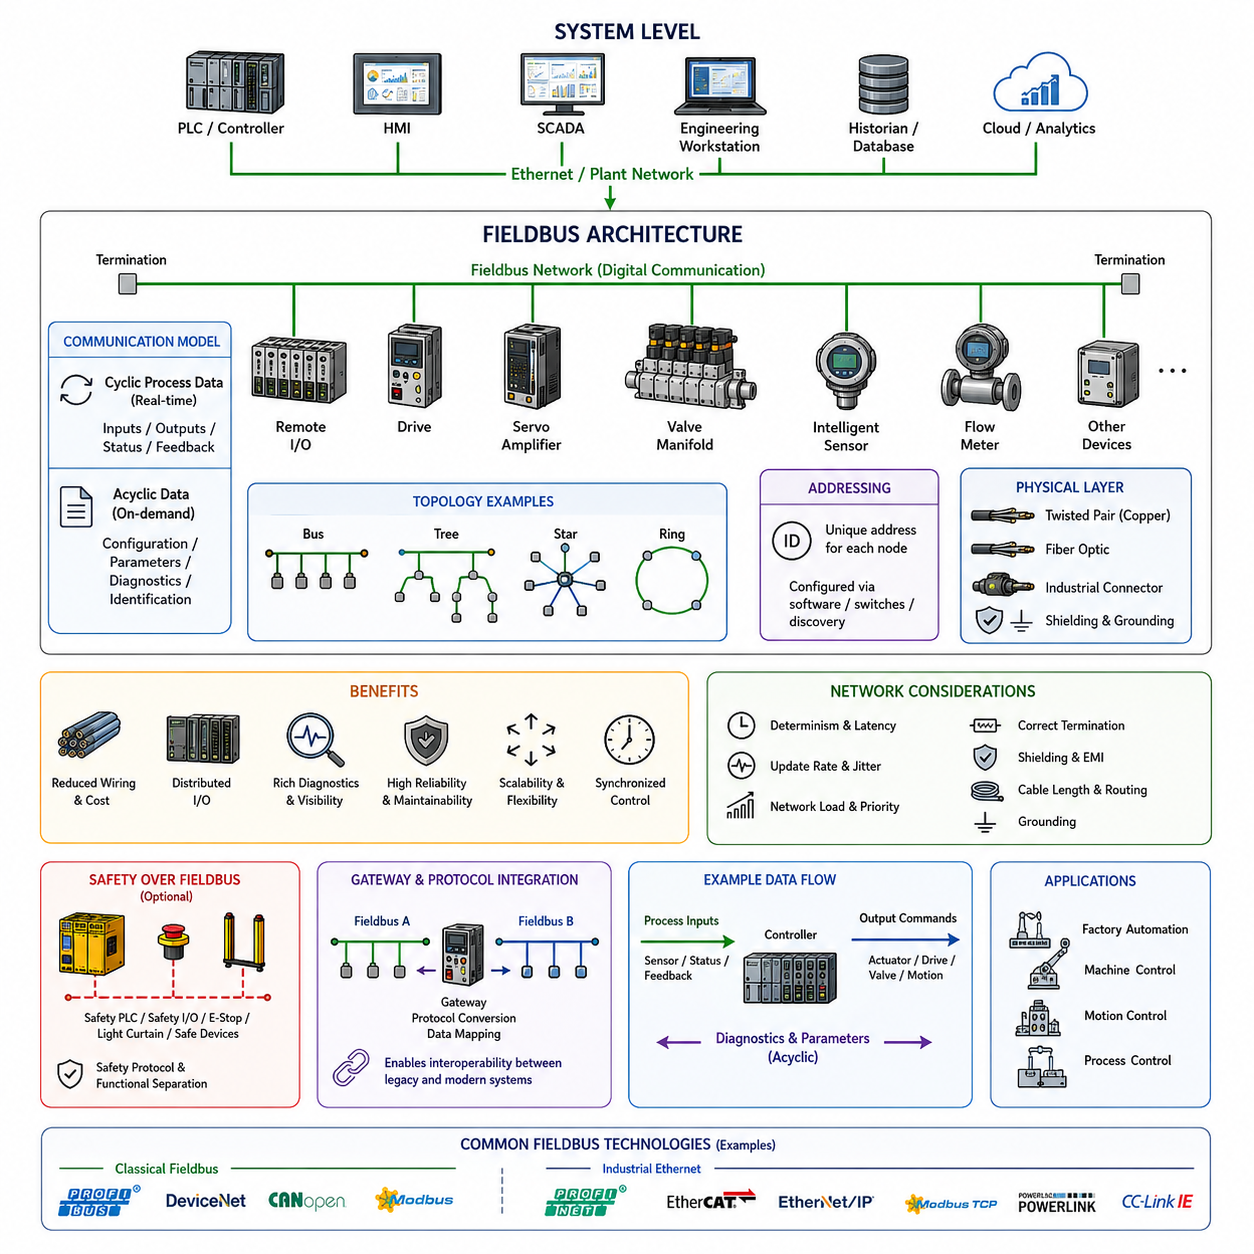 SYSTEM LEVEL
PLC / Controller
HMI
SCADA
Engineering
Workstation
Historian /
Database
Cloud / Analytics
Ethernet / Plant Network
FIELDBUS ARCHITECTURE
Termination
Fieldbus Network (Digital Communication)
Termination
COMMUNICATION MODEL
Cyclic Process Data
(Real-time)
Inputs / Outputs /
Status / Feedback
Acyclic Data
(On-demand)
Configuration /
Parameters /
Diagnostics /
Identification
Remote
I/O
Drive
Servo
Amplifier
Valve
Manifold
Intelligent
Sensor
Flow
Meter
Other
Devices
...
TOPOLOGY EXAMPLES
Bus
Tree
Star
Ring
ADDRESSING
ID
Unique address
for each node
Configured via
software / switches /
discovery
PHYSICAL LAYER
Twisted Pair (Copper)
Fiber Optic
Industrial Connector
Shielding & Grounding
BENEFITS
Reduced Wiring
& Cost
Distributed
I/O
Rich Diagnostics
& Visibility
High Reliability
& Maintainability
Scalability &
Flexibility
Synchronized
Control
NETWORK CONSIDERATIONS
Determinism & Latency
Update Rate & Jitter
Network Load & Priority
Correct Termination
Shielding & EMI
Cable Length & Routing
Grounding
SAFETY OVER FIELDBUS
(Optional)
Safety PLC / Safety I/O / E-Stop /
Light Curtain / Safe Devices
Safety Protocol &
Functional Separation
GATEWAY & PROTOCOL INTEGRATION
Fieldbus A
Fieldbus B
Gateway
Protocol Conversion
Data Mapping
Enables interoperability between
legacy and modern systems
EXAMPLE DATA FLOW
Process Inputs
Sensor / Status /
Feedback
Controller
Output Commands
Actuator / Drive /
Valve / Motion
Diagnostics & Parameters
(Acyclic)
APPLICATIONS
Factory Automation
Machine Control
Motion Control
Process Control
COMMON FIELDBUS TECHNOLOGIES (Examples)
Classical Fieldbus
PROFI
BUS®
DeviceNet
CANopen
Modbus
Industrial Ethernet
PROFI
NET®
EtherCAT
EtherNet/IP
Modbus TCP
POWERLINK
CC-Link IE